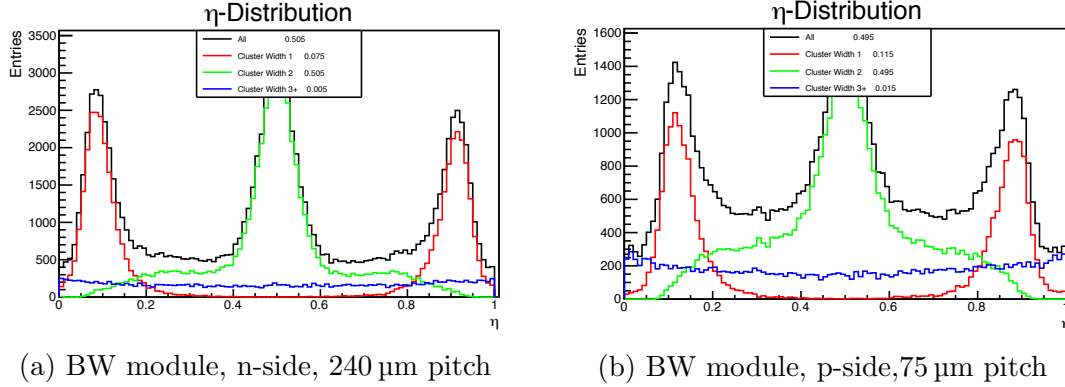 η-Distribution
Entries
3500
3000
2500
2000
1500
1000
500
0
All 0.505
Cluster Width 1 0.075
Cluster Width 2 0.505
Cluster Width 3+ 0.005
0 0.2 0.4 0.6 0.8 1
η
(a) BW module, n-side, 240 µm pitch
η-Distribution
Entries
1600
1400
1200
1000
800
600
400
200
0
All 0.495
Cluster Width 1 0.115
Cluster Width 2 0.495
Cluster Width 3+ 0.015
0 0.2 0.4 0.6 0.8
(b) BW module, p-side,75 µm pitch